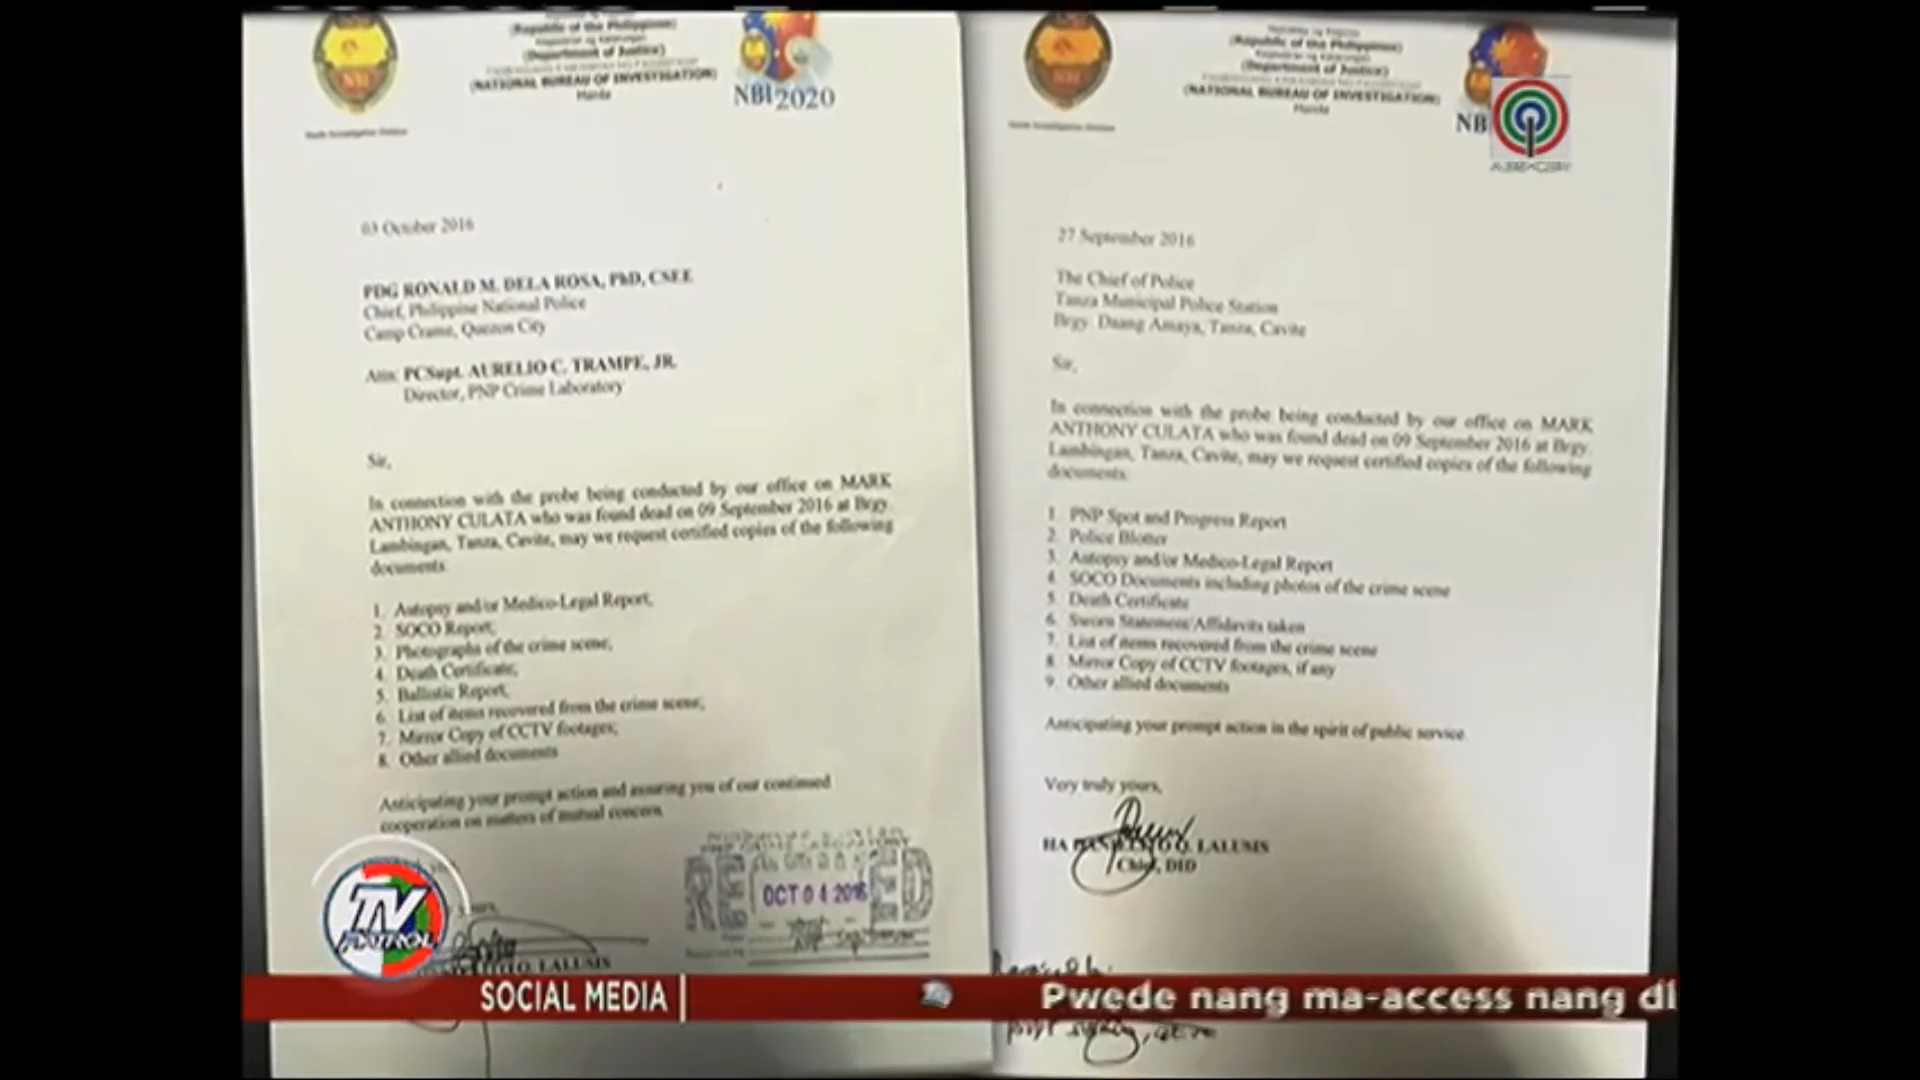 (Republic of the Philippines)
(Department of Justice)
(NATIONAL BUREAU OF INVESTIGATION)
Manila
NBI
NBI2020
03 October 2016
PDG RONALD M. DELA ROSA, PhD, CSEE
Chief, Philippine National Police
Camp Crame, Quezon City
Attn: PCSupt. AURELIO C. TRAMPE, JR.
Director, PNP Crime Laboratory
Sir,
In connection with the probe being conducted by our office on MARK
ANTHONY CULATA who was found dead on 09 September 2016 at Brgy.
Lambingan, Tanza, Cavite, may we request certified copies of the following
documents
1. Autopsy and/or Medico-Legal Report;
2. SOCO Report;
3. Photographs of the crime scene;
4. Death Certificate;
5. Ballistic Report;
6. List of items recovered from the crime scene;
7. Mirror Copy of CCTV footages;
8. Other allied documents
Anticipating your prompt action and assuring you of our continued
cooperation on matters of mutual concern.
OCT 04 2016
LALUSIS
(Republic of the Philippines)
(Department of Justice)
(NATIONAL BUREAU OF INVESTIGATION)
Manila
NBI
NB
ABS-CBN
27 September 2016
The Chief of Police
Tanza Municipal Police Station
Brgy. Daang Amaya, Tanza, Cavite
Sir,
In connection with the probe being conducted by our office on MARK
ANTHONY CULATA who was found dead on 09 September 2016 at Brgy.
Lambingan, Tanza, Cavite, may we request certified copies of the following
documents:
1. PNP Spot and Progress Report
2. Police Blotter
3. Autopsy and/or Medico-Legal Report
4. SOCO Documents including photos of the crime scene
5. Death Certificate
6. Sworn Statement/Affidavits taken
7. List of items recovered from the crime scene
8. Mirror Copy of CCTV footages, if any
9. Other allied documents
Anticipating your prompt action in the spirit of public service.
Very truly yours,
LALUSIS
Chief, DID
TV PATROL
SOCIAL MEDIA
Pwede nang ma-access nang di